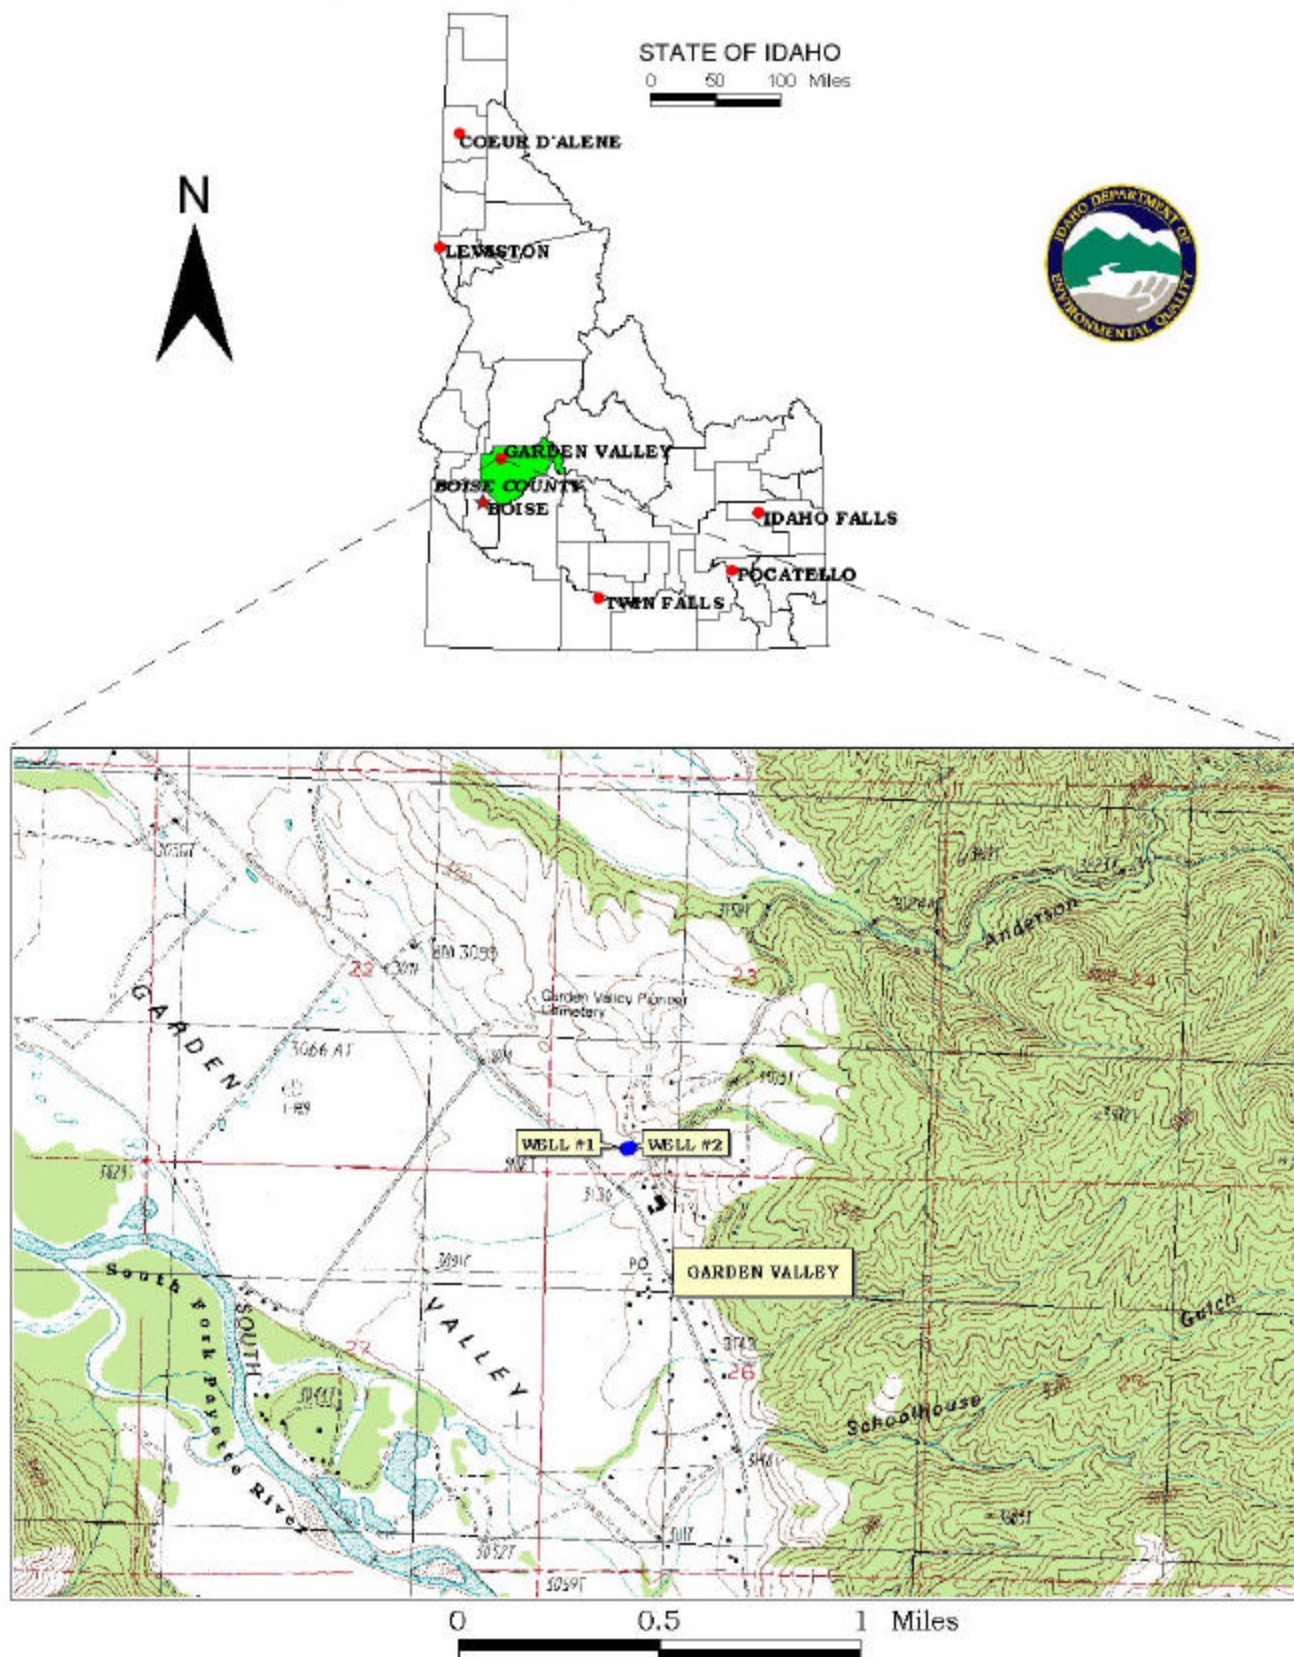 STATE OF IDAHO
0 50 100 Miles
COEUR D'ALENE
N
IDAHO DEPARTMENT OF
ENVIRONMENTAL QUALITY
LEWISTON
GARDEN VALLEY
BOISE COUNTY
BOISE
IDAHO FALLS
POCATELLO
TWIN FALLS
Anderson
BM 3095
22
23
24
Garden Valley Pioneer
Cemetery
GARDEN
3066 AT
WELL #1
WELL #2
PO
GARDEN VALLEY
South Fork Payette River
SOUTH
VALLEY
27
26
25
Schoolhouse
Gulch
3052T
3059T
0 0.5 1 Miles